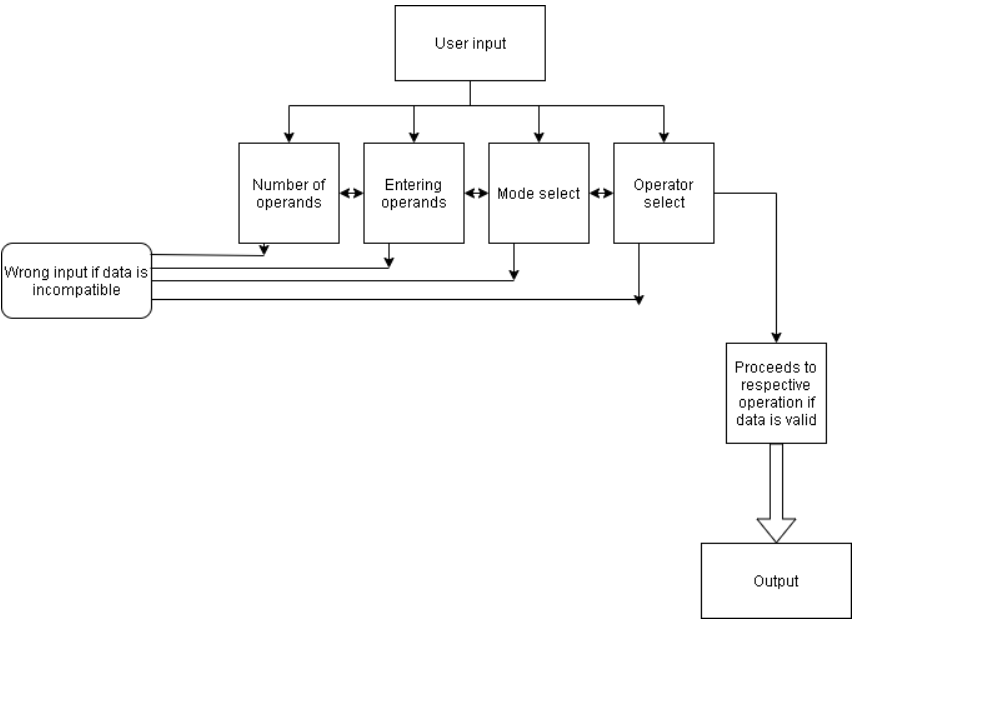 User input
Number of
operands
Entering
operands
Mode select
Operator
select
Wrong input if data is
incompatible
Proceeds to
respective
operation if
data is valid
Output